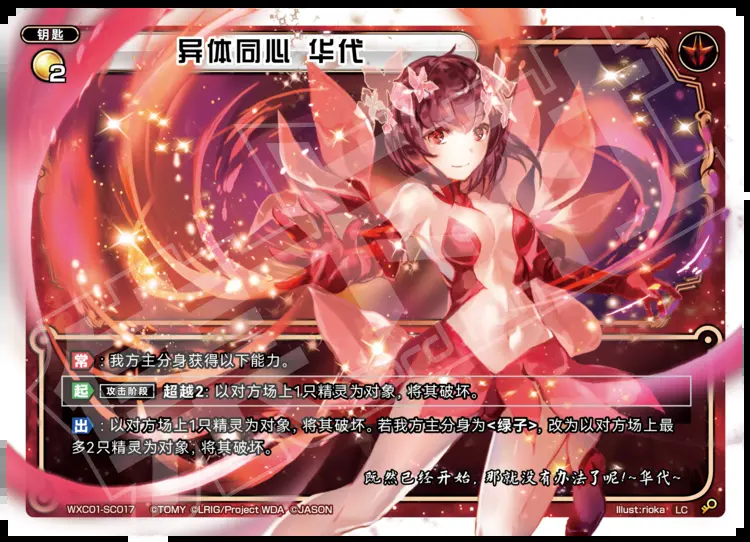 钥匙
异体同心 华代
2
常：我方主分身获得以下能力。
起 攻击阶段 超越2：以对方场上1只精灵为对象，将其破坏。
出：以对方场上1只精灵为对象，将其破坏。若我方主分身为<绿子>，改为以对方场上最
多2只精灵为对象，将其破坏。
既然已经开始，那就没有办法了呢!~华代~
WXC01-SC017 ©TOMY ©LRIG/Project WDA ©JASON Illust:rioka LC